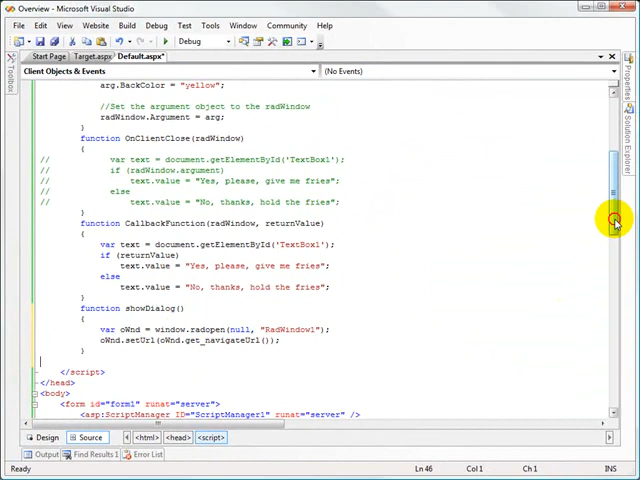 Overview - Microsoft Visual Studio
File Edit View Website Build Debug Test Tools Window Community Help
Debug
Start Page Target.aspx Default.aspx*
Client Objects & Events (No Events)
arg.BackColor = "yellow";
//Set the argument object to the radWindow
radWindow.Argument = arg;
}
function OnClientClose(radWindow)
{
// var text = document.getElementById('TextBox1');
// if (radWindow.argument)
// text.value = "Yes, please, give me fries";
// else
// text.value = "No, thanks, hold the fries";
}
function CallbackFunction(radWindow, returnValue)
{
var text = document.getElementById('TextBox1');
if (returnValue)
text.value = "Yes, please, give me fries";
else
text.value = "No, thanks, hold the fries";
}
function showDialog()
{
var oWnd = window.radopen(null, "RadWindow1");
oWnd.setUrl(oWnd.get_navigateUrl());
}
</script>
</head>
<body>
<form id="form1" runat="server">
<asp:ScriptManager ID="ScriptManager1" runat="server" />
Design Source <html> <head> <script>
Output Find Results 1 Error List
Ready Ln 46 Col 1 Ch 1 INS
Toolbox
Properties
Solution Explorer